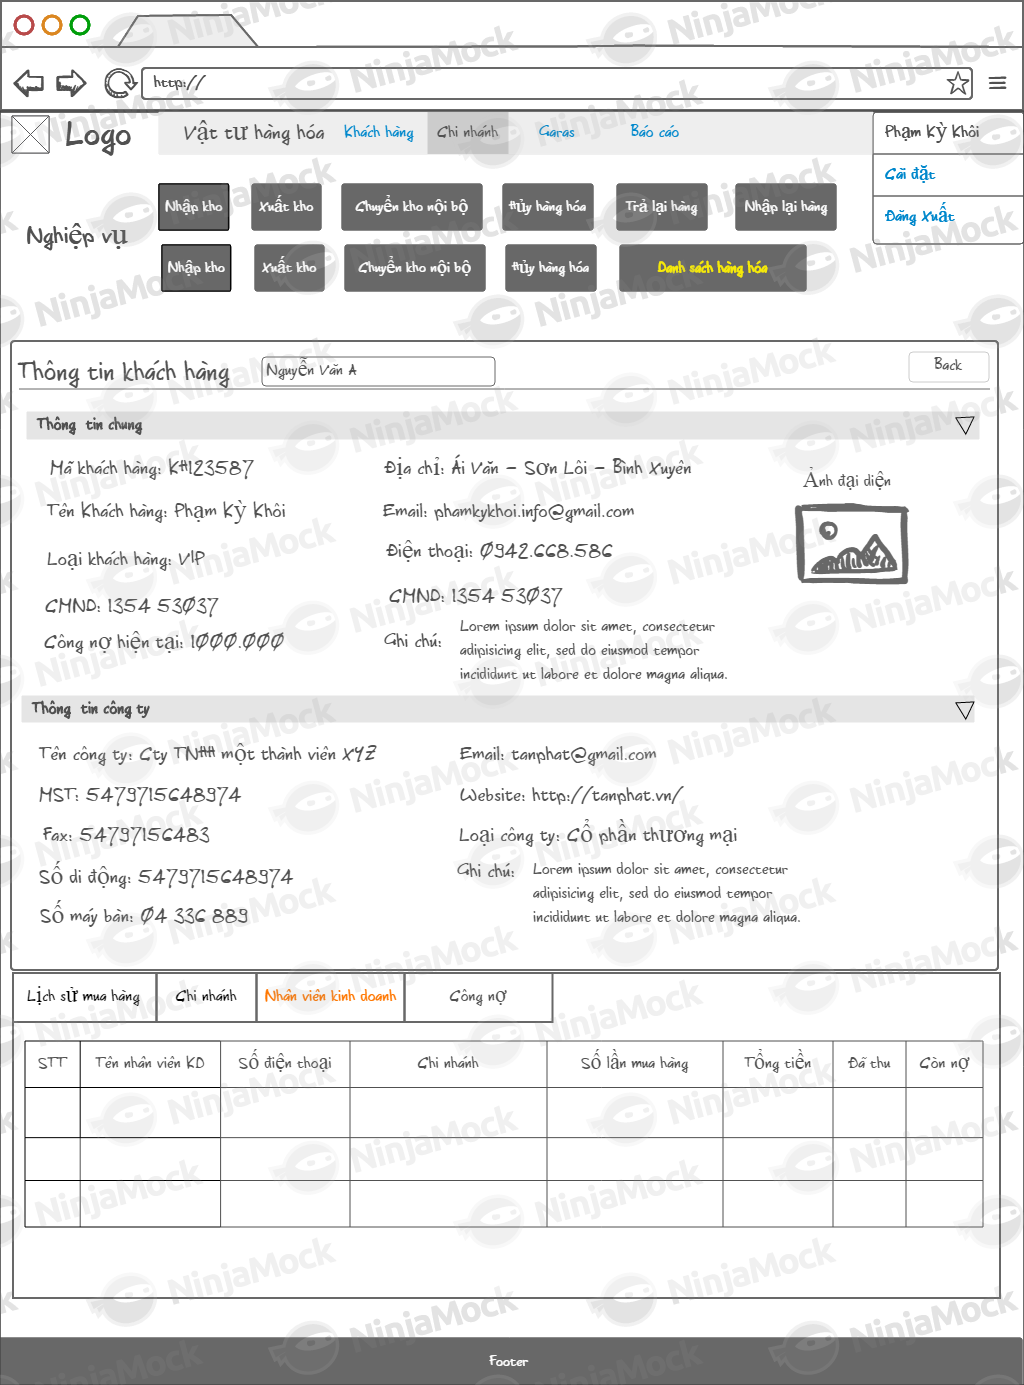 http://
Logo
Vật tư hàng hóa
Khách hàng
Chi nhánh
Garas
Báo cáo
Phạm Kỳ Khôi
Cài đặt
Đăng Xuất
Nghiệp vụ
Nhập kho
Xuất kho
Chuyển kho nội bộ
Hủy hàng hóa
Trả lại hàng
Nhập lại hàng
Nhập kho
Xuất kho
Chuyển kho nội bộ
Hủy hàng hóa
Danh sách hàng hóa
Thông tin khách hàng
Nguyễn Văn A
Back
Thông tin chung
Mã khách hàng: KH123587
Địa chỉ: Ái Văn - Sơn Lôi - Bình Xuyên
Ảnh đại diện
Tên Khách hàng: Phạm Kỳ Khôi
Email: phamkykhoi.info@gmail.com
Loại khách hàng: VIP
Điện thoại: 0942.668.586
CMND: 1354 53037
CMND: 1354 53037
Công nợ hiện tại: 1000.000
Ghi chú:
Lorem ipsum dolor sit amet, consectetur
adipisicing elit, sed do eiusmod tempor
incididunt ut labore et dolore magna aliqua.
Thông tin công ty
Tên công ty: Cty TNHH một thành viên XYZ
Email: tanphat@gmail.com
MST: 5479715648974
Website: http://tanphat.vn/
Fax: 54797156483
Loại công ty: Cổ phần thương mại
Số di động: 5479715648974
Ghi chú:
Lorem ipsum dolor sit amet, consectetur
adipisicing elit, sed do eiusmod tempor
incididunt ut labore et dolore magna aliqua.
Số máy bàn: 04 336 889
Lịch sử mua hàng
Chi nhánh
Nhân viên kinh doanh
Công nợ
STT
Tên nhân viên KD
Số điện thoại
Chi nhánh
Số lần mua hàng
Tổng tiền
Đã thu
Còn nợ
Footer
NinjaMock